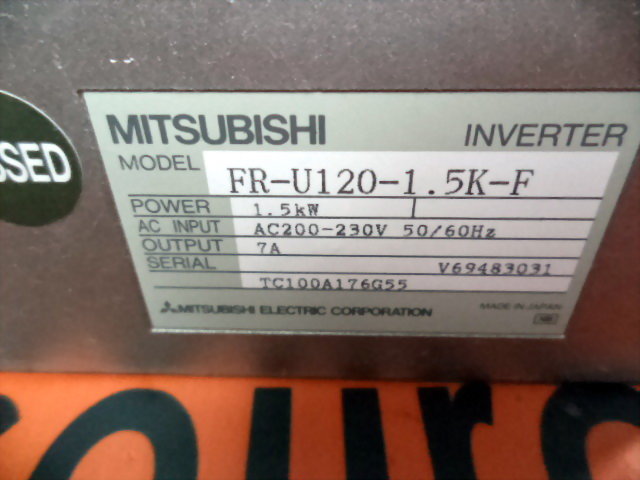 MITSUBISHI INVERTER
MODEL FR-U120-1.5K-F
POWER 1.5kW
AC INPUT AC200-230V 50/60Hz
OUTPUT 7A
SERIAL V69483031
TC100A176G55
MITSUBISHI ELECTRIC CORPORATION MADE IN JAPAN
SSED